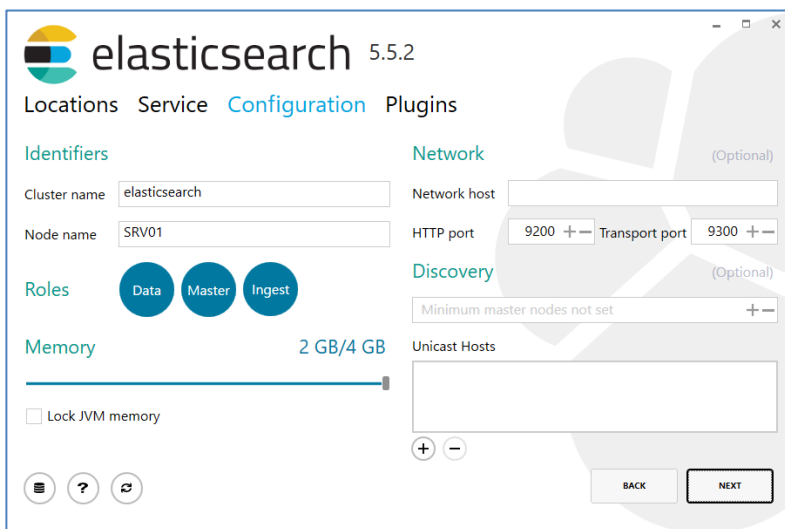 elasticsearch 5.5.2
Locations Service Configuration Plugins
Identifiers
Cluster name elasticsearch
Node name SRV01
Roles Data Master Ingest
Memory 2 GB/4 GB
Lock JVM memory
Network (Optional)
Network host
HTTP port 9200 Transport port 9300
Discovery (Optional)
Minimum master nodes not set
Unicast Hosts
?
BACK NEXT